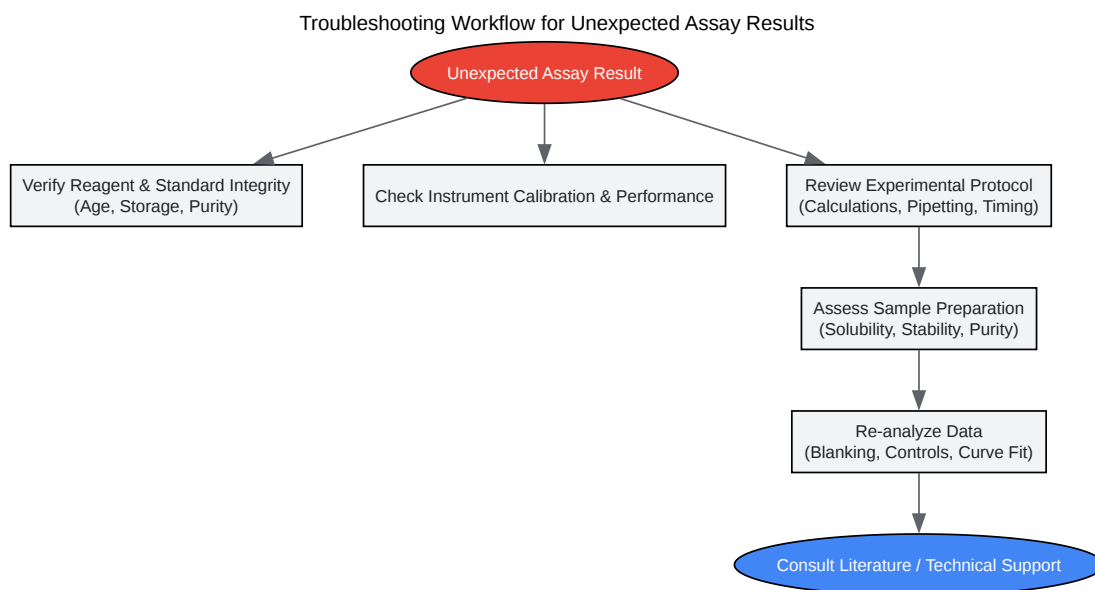 Troubleshooting Workflow for Unexpected Assay Results
Unexpected Assay Result
Verify Reagent & Standard Integrity
(Age, Storage, Purity)
Check Instrument Calibration & Performance
Review Experimental Protocol
(Calculations, Pipetting, Timing)
Assess Sample Preparation
(Solubility, Stability, Purity)
Re-analyze Data
(Blanking, Controls, Curve Fit)
Consult Literature / Technical Support